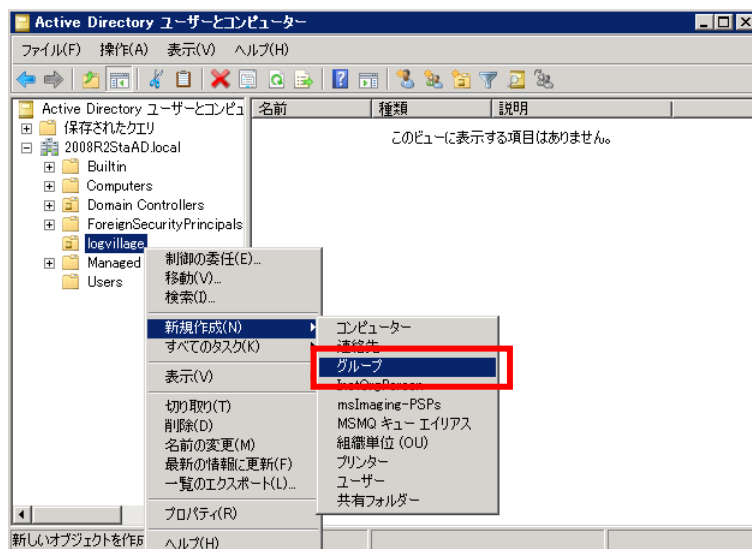 Active Directory ユーザーとコンピューター
ファイル(F) 操作(A) 表示(V) ヘルプ(H)
Active Directory ユーザーとコンピュ
名前 種類 説明
保存されたクエリ
このビューに表示する項目はありません。
2008R2StaAD.local
Builtin
Computers
Domain Controllers
ForeignSecurityPrincipals
logvillage
Managed
Users
制御の委任(E)...
移動(V)...
検索(I)...
新規作成(N)
すべてのタスク(K)
表示(V)
切り取り(T)
削除(D)
名前の変更(M)
最新の情報に更新(F)
一覧のエクスポート(L)...
プロパティ(R)
ヘルプ(H)
コンピューター
連絡先
グループ
InetOrgPerson
msImaging-PSPs
MSMQ キュー エイリアス
組織単位 (OU)
プリンター
ユーザー
共有フォルダー
新しいオブジェクトを作成